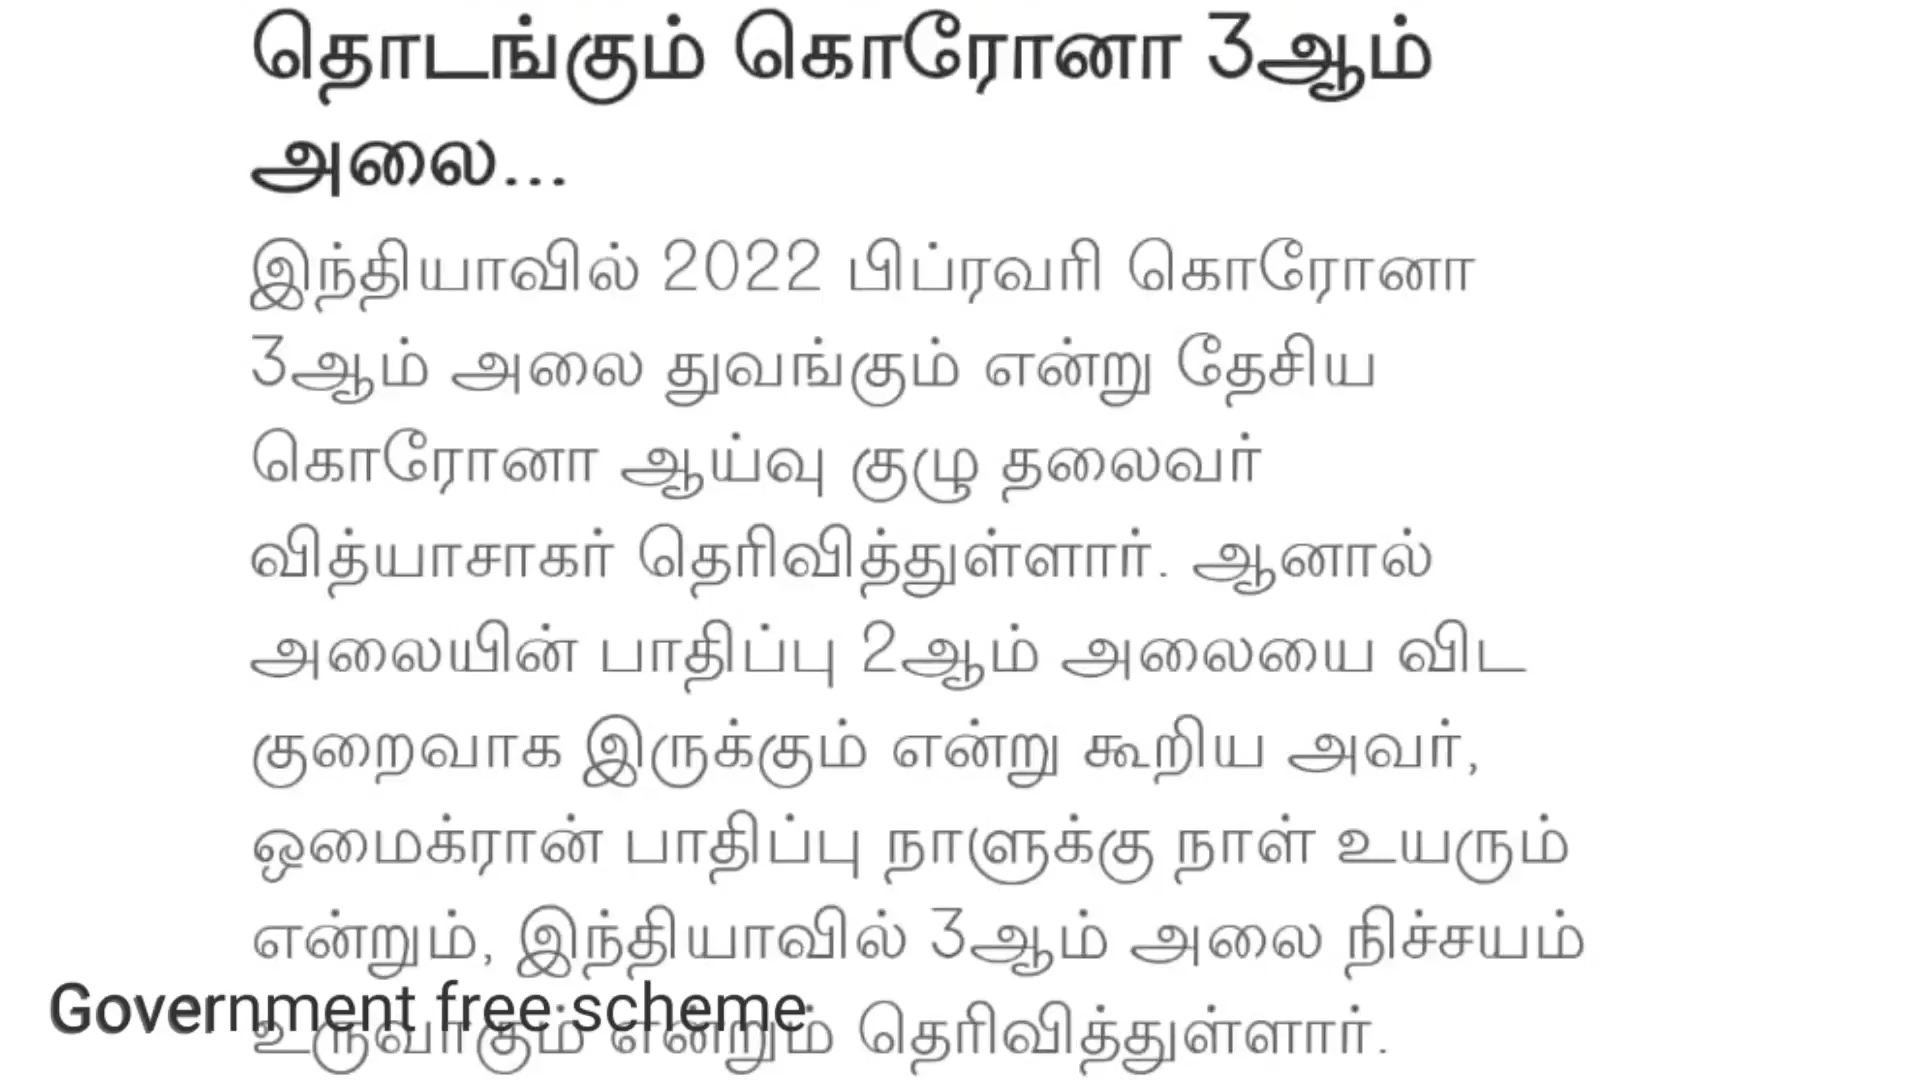 தொடங்கும் கொரோனா 3ஆம்
அலை...
இந்தியாவில் 2022 பிப்ரவரி கொரோனா
3ஆம் அலை துவங்கும் என்று தேசிய
கொரோனா ஆய்வு குழு தலைவர்
வித்யாசாகர் தெரிவித்துள்ளார். ஆனால்
அலையின் பாதிப்பு 2ஆம் அலையை விட
குறைவாக இருக்கும் என்று கூறிய அவர்,
ஒமைக்ரான் பாதிப்பு நாளுக்கு நாள் உயரும்
என்றும், இந்தியாவில் 3ஆம் அலை நிச்சயம்
உருவாகும் என்றும் தெரிவித்துள்ளார்.
Government free scheme